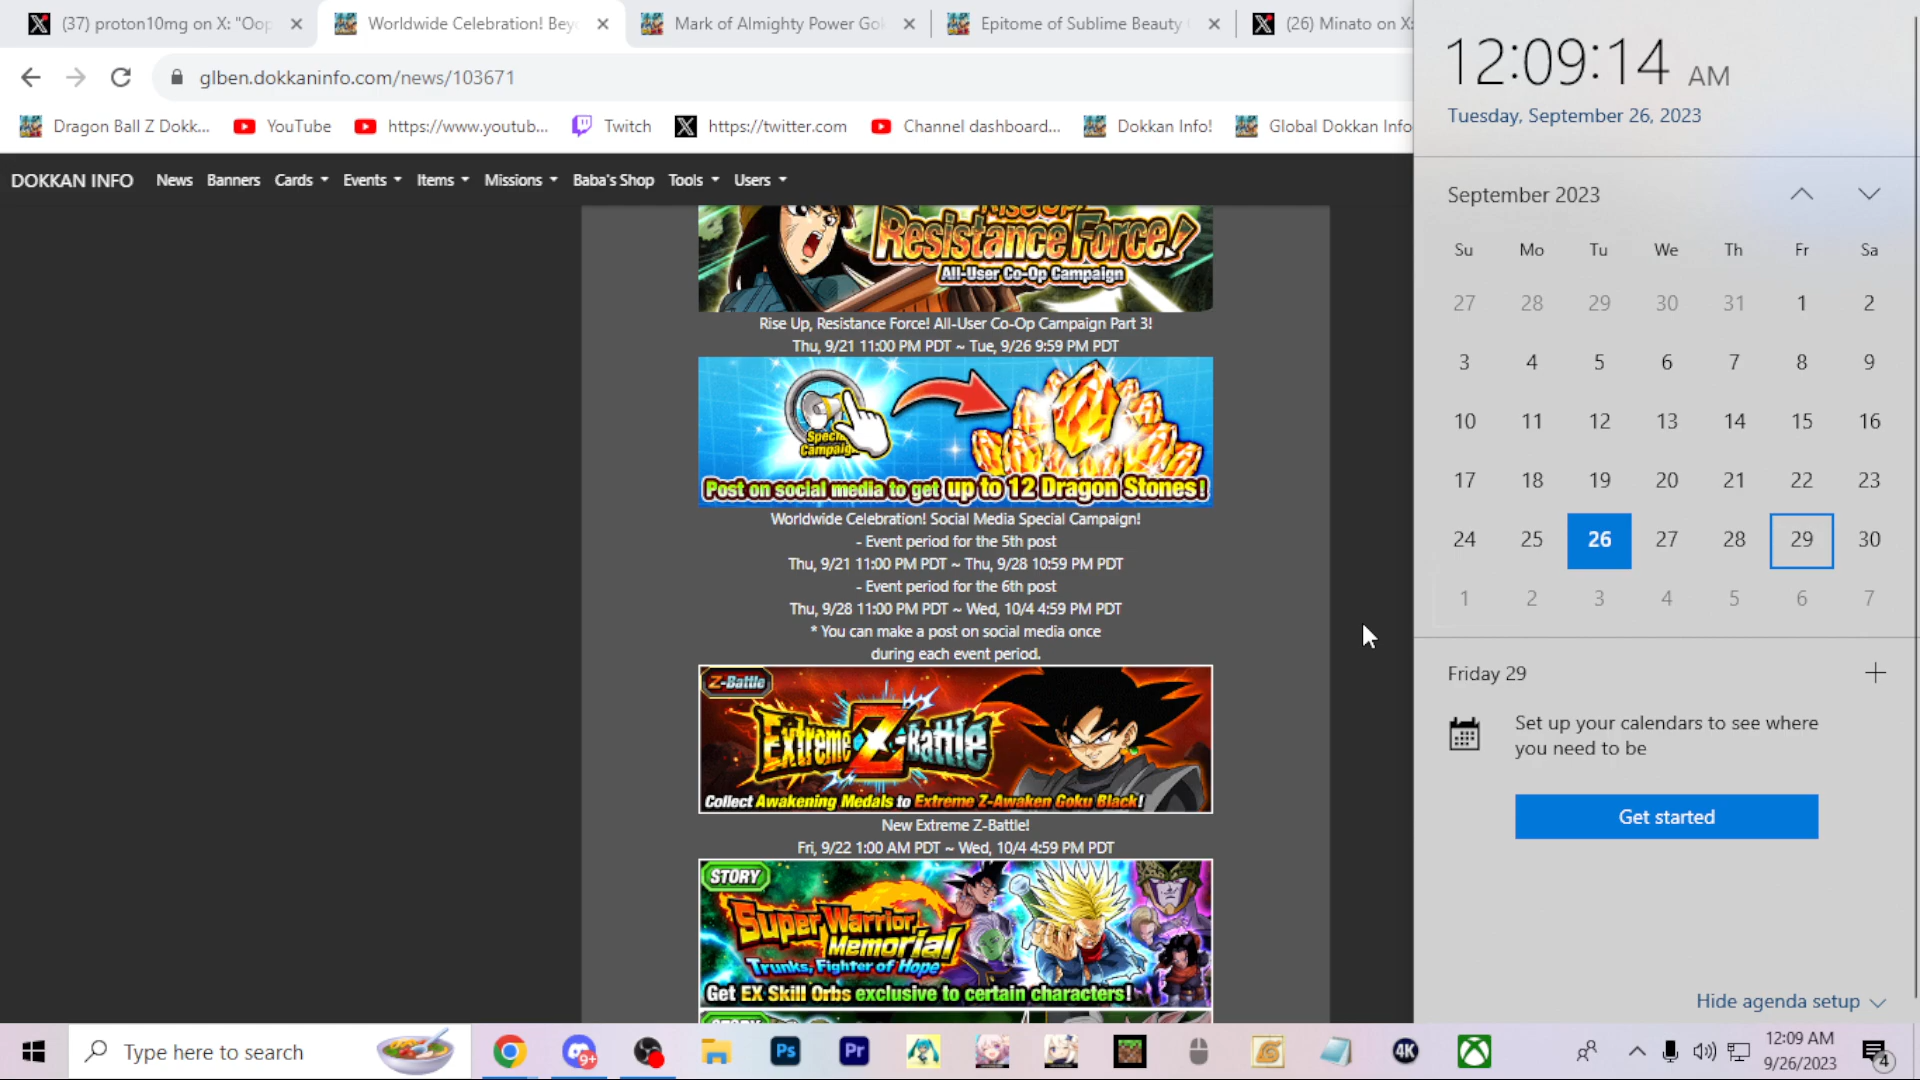 (37) proton10mg on X: "Oop
Worldwide Celebration! Bey
Mark of Almighty Power Gok
Epitome of Sublime Beauty
(26) Minato on X:
glben.dokkaninfo.com/news/103671
Dragon Ball Z Dokk...
YouTube
https://www.youtub...
Twitch
https://twitter.com
Channel dashboard...
Dokkan Info!
Global Dokkan Info
DOKKAN INFO
News
Banners
Cards
Events
Items
Missions
Baba's Shop
Tools
Users
Rise Up,
Resistance Force!
All-User Co-Op Campaign
Rise Up, Resistance Force! All-User Co-Op Campaign Part 3!
Thu, 9/21 11:00 PM PDT ~ Tue, 9/26 9:59 PM PDT
Special
Campaign
Post on social media to get up to 12 Dragon Stones!
Worldwide Celebration! Social Media Special Campaign!
- Event period for the 5th post
Thu, 9/21 11:00 PM PDT ~ Thu, 9/28 10:59 PM PDT
- Event period for the 6th post
Thu, 9/28 11:00 PM PDT ~ Wed, 10/4 4:59 PM PDT
* You can make a post on social media once
during each event period.
Z-Battle
Extreme Z-Battle
Collect Awakening Medals to Extreme Z-Awaken Goku Black!
New Extreme Z-Battle!
Fri, 9/22 1:00 AM PDT ~ Wed, 10/4 4:59 PM PDT
STORY
Super Warrior
Memorial
Trunks, Fighter of Hope
Get EX Skill Orbs exclusive to certain characters!
12:09:14 AM
Tuesday, September 26, 2023
September 2023
Su Mo Tu We Th Fr Sa
27 28 29 30 31 1 2
3 4 5 6 7 8 9
10 11 12 13 14 15 16
17 18 19 20 21 22 23
24 25 26 27 28 29 30
1 2 3 4 5 6 7
Friday 29
Set up your calendars to see where
you need to be
Get started
Hide agenda setup
Type here to search
9+
Ps
Pr
4K
12:09 AM
9/26/2023
4